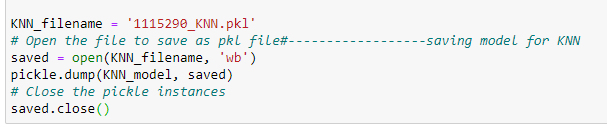 KNN_filename = '1115290_KNN.pkl'
# Open the file to save as pkl file#------------------saving model for KNN
saved = open(KNN_filename, 'wb')
pickle.dump(KNN_model, saved)
# Close the pickle instances
saved.close()